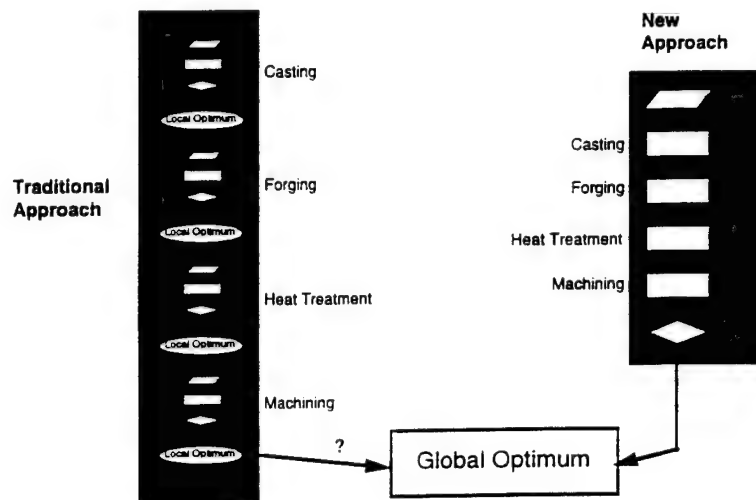 Traditional
Approach
Casting
Local Optimum
Forging
Local Optimum
Heat Treatment
Local Optimum
Machining
Local Optimum
?
Global Optimum
New
Approach
Casting
Forging
Heat Treatment
Machining